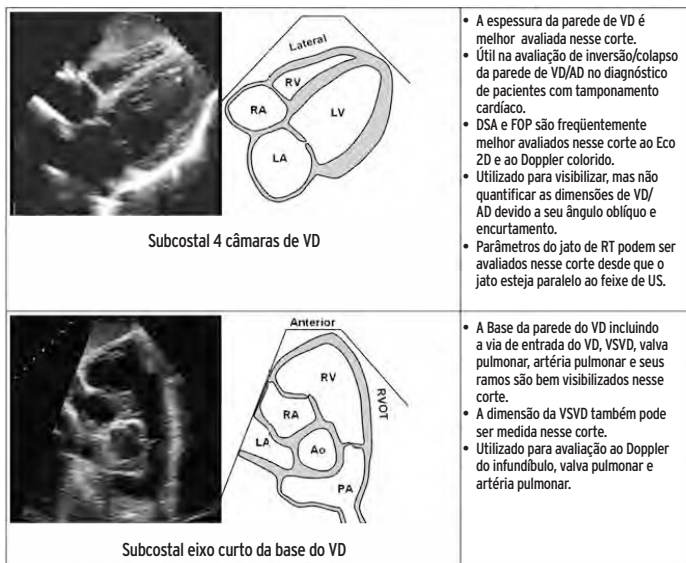 Lateral
RV
RA
LV
LA
Subcostal 4 câmaras de VD
• A espessura da parede de VD é
melhor avaliada nesse corte.
• Útil na avaliação de inversão/colapso
da parede de VD/AD no diagnóstico
de pacientes com tamponamento
cardíaco.
• DSA e FOP são freqüentemente
melhor avaliados nesse corte ao Eco
2D e ao Doppler colorido.
• Utilizado para visibilizar, mas não
quantificar as dimensões de VD/
AD devido a seu ângulo oblíquo e
encurtamento.
• Parâmetros do jato de RT podem ser
avaliados nesse corte desde que o
jato esteja paralelo ao feixe de US.
Anterior
RV
RVOT
RA
LA
Ao
PA
Subcostal eixo curto da base do VD
• A Base da parede do VD incluindo
a via de entrada do VD, VSVD, valva
pulmonar, artéria pulmonar e seus
ramos são bem visibilizados nesse
corte.
• A dimensão da VSVD também pode
ser medida nesse corte.
• Utilizado para avaliação ao Doppler
do infundíbulo, valva pulmonar e
artéria pulmonar.